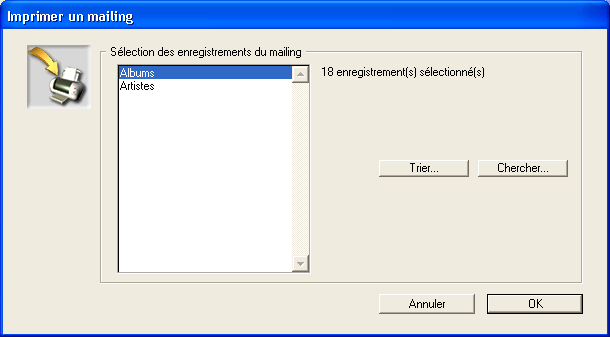 Imprimer un mailing
Sélection des enregistrements du mailing
Albums
Artistes
18 enregistrement(s) sélectionné(s)
Trier...
Chercher...
Annuler
OK